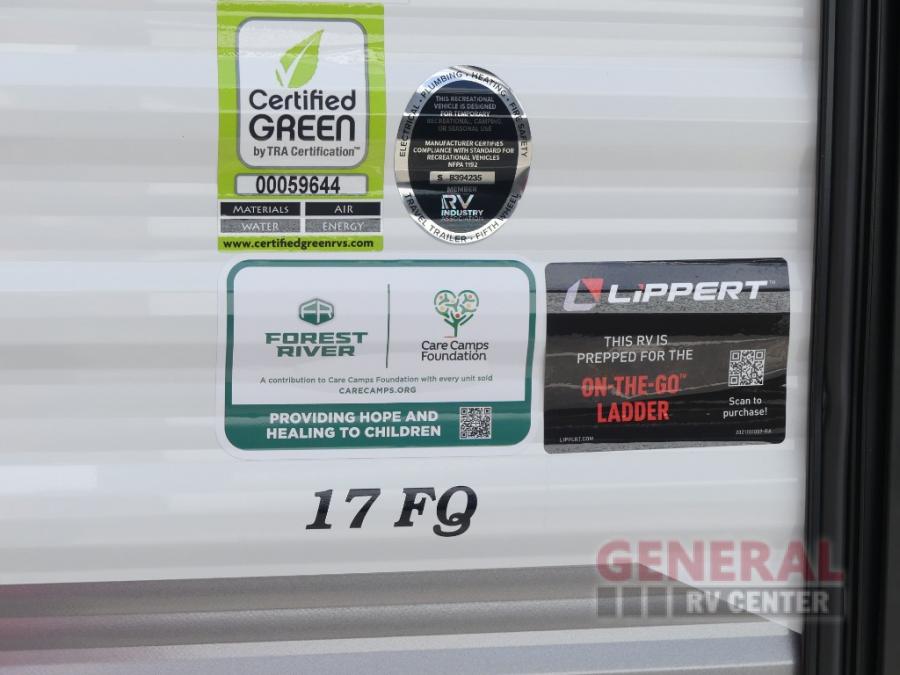 Certified
GREEN
by TRA Certification™
00059644
MATERIALS AIR
WATER ENERGY
www.certifiedgreenrvs.com
ELECTRICAL • PLUMBING • HEATING • FIRE SAFETY
THIS RECREATIONAL
VEHICLE IS DESIGNED
FOR TEMPORARY
RECREATIONAL, CAMPING
OR SEASONAL USE
MANUFACTURER CERTIFIES
COMPLIANCE WITH STANDARD FOR
RECREATIONAL VEHICLES
NFPA 1192
S B394235
MEMBER
RV
INDUSTRY
ASSOCIATION
TRAVEL TRAILER • FIFTH WHEEL
FR
FOREST
RIVER
Care Camps
Foundation
A contribution to Care Camps Foundation with every unit sold
CARECAMPS.ORG
PROVIDING HOPE AND
HEALING TO CHILDREN
LIPPERT™
THIS RV IS
PREPPED FOR THE
ON-THE-GO™
LADDER
Scan to
purchase!
LIPPERT.COM
17 FQ
GENERAL
RV CENTER